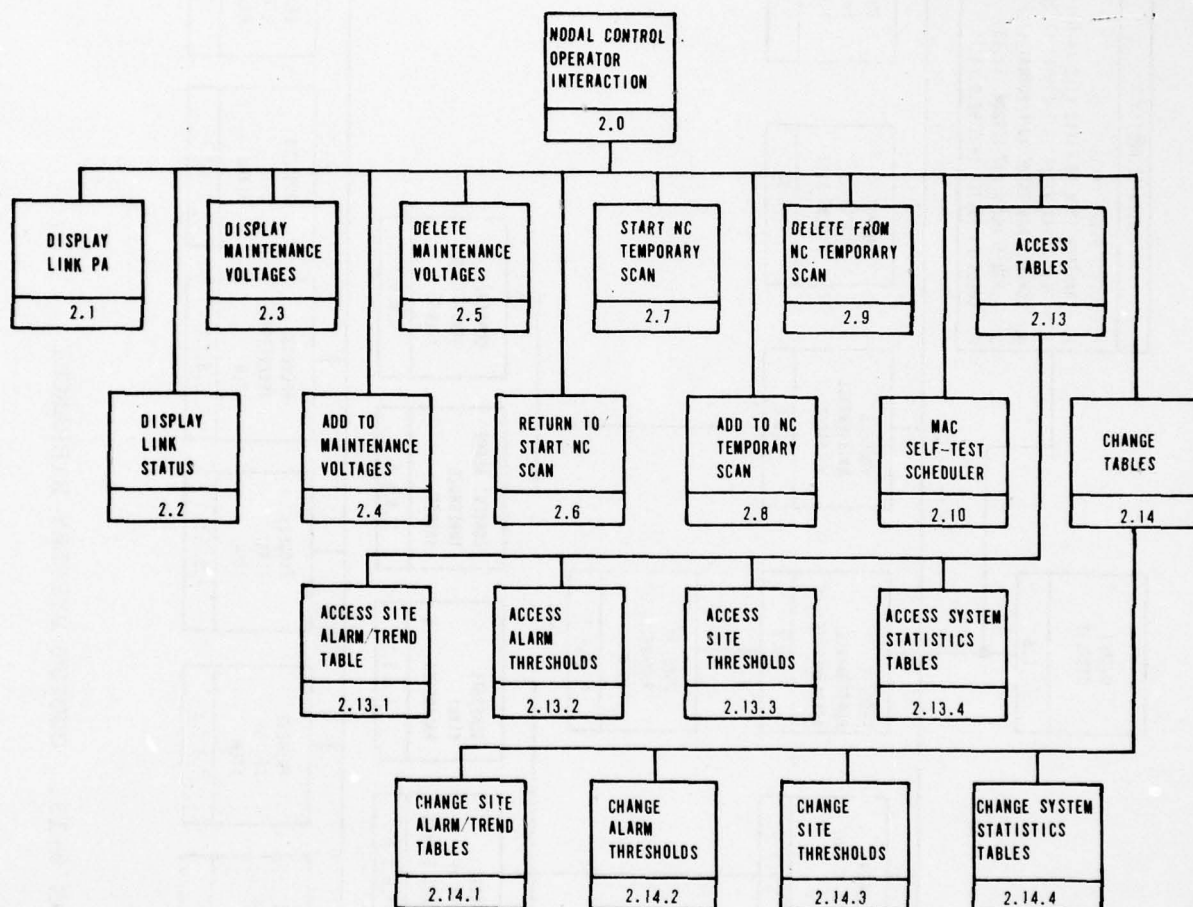 NODAL CONTROL
OPERATOR
INTERACTION
2.0
DISPLAY
LINK PA
2.1
DISPLAY
MAINTENANCE
VOLTAGES
2.3
DELETE
MAINTENANCE
VOLTAGES
2.5
START NC
TEMPORARY
SCAN
2.7
DELETE FROM
NC TEMPORARY
SCAN
2.9
ACCESS
TABLES
2.13
DISPLAY
LINK
STATUS
2.2
ADD TO
MAINTENANCE
VOLTAGES
2.4
RETURN TO
START NC
SCAN
2.6
ADD TO NC
TEMPORARY
SCAN
2.8
MAC
SELF-TEST
SCHEDULER
2.10
CHANGE
TABLES
2.14
ACCESS SITE
ALARM/TREND
TABLE
2.13.1
ACCESS
ALARM
THRESHOLDS
2.13.2
ACCESS
SITE
THRESHOLDS
2.13.3
ACCESS SYSTEM
STATISTICS
TABLES
2.13.4
CHANGE SITE
ALARM/TREND
TABLES
2.14.1
CHANGE
ALARM
THRESHOLDS
2.14.2
CHANGE
SITE
THRESHOLDS
2.14.3
CHANGE SYSTEM
STATISTICS
TABLES
2.14.4